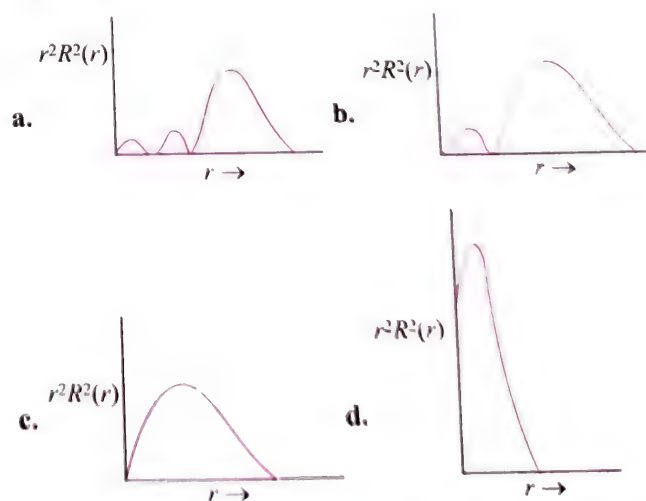 r²R²(r)
a.
r →
r²R²(r)
b.
r →
r²R²(r)
c.
r →
r²R²(r)
d.
r →